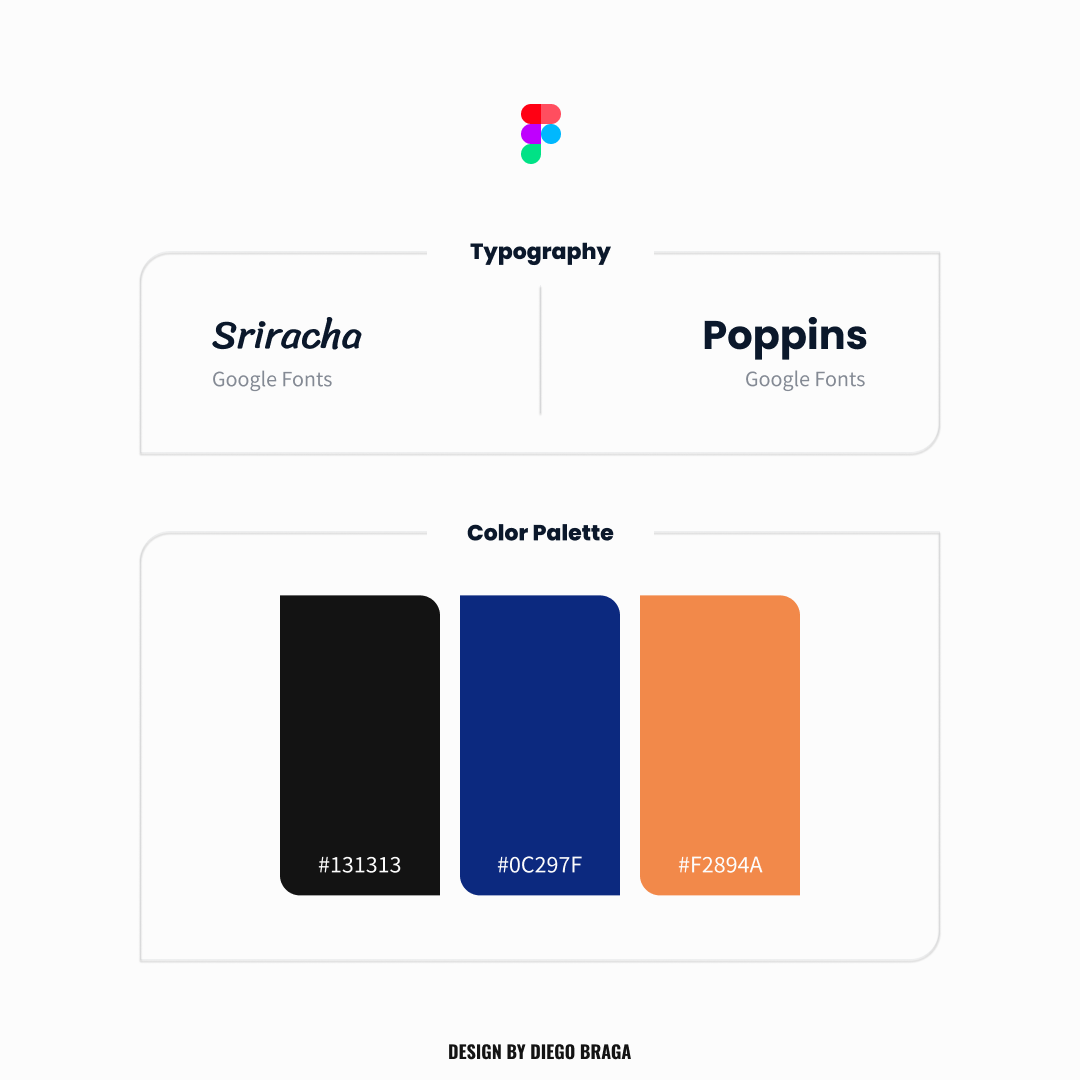 Typography
Sriracha
Google Fonts
Poppins
Google Fonts
Color Palette
#131313
#0C297F
#F2894A
DESIGN BY DIEGO BRAGA